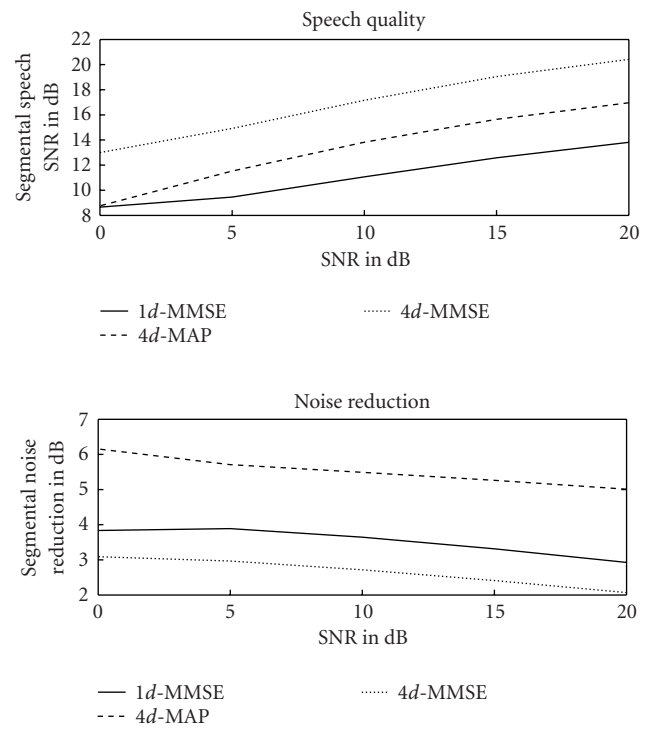 Speech quality
Segmental speech
SNR in dB
22
20
18
16
14
12
10
8
0 5 10 15 20
SNR in dB
1d-MMSE 4d-MMSE
4d-MAP
Noise reduction
Segmental noise
reduction in dB
7
6
5
4
3
2
0 5 10 15 20
SNR in dB
1d-MMSE 4d-MMSE
4d-MAP